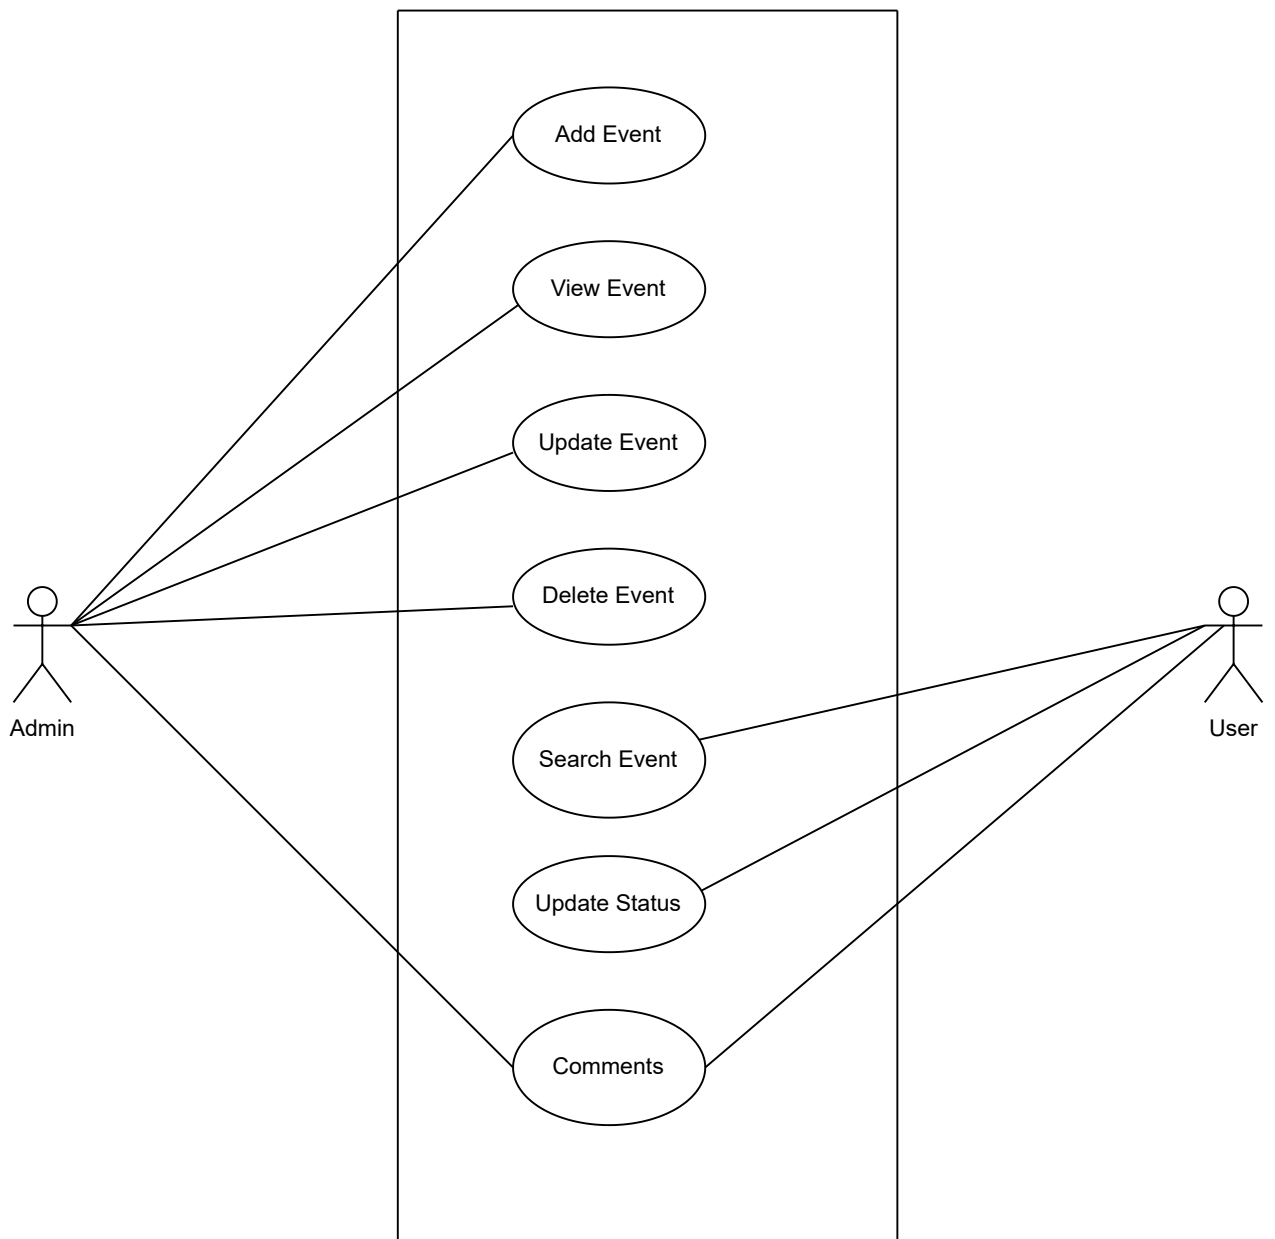 Add Event
View Event
Update Event
Delete Event
Admin
User
Search Event
Update Status
Comments